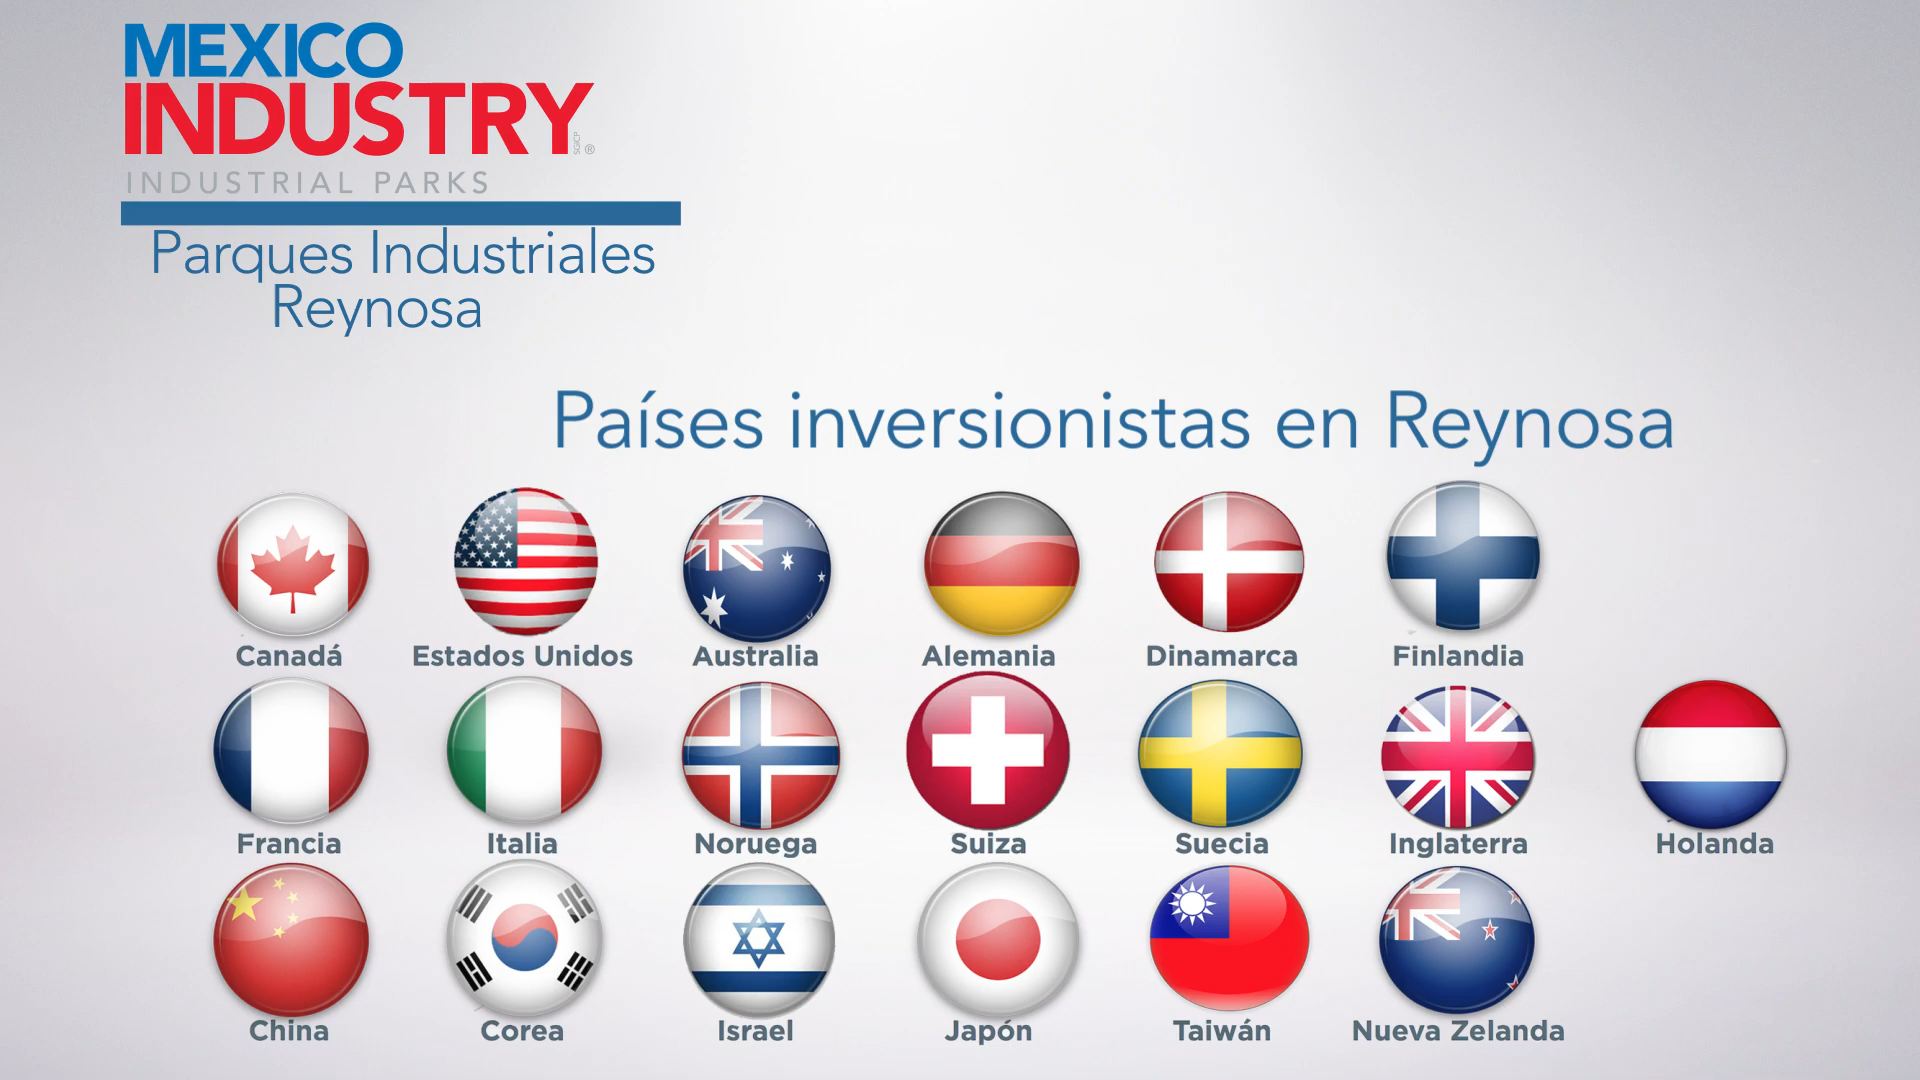 MEXICO
INDUSTRY
SGICP ®
INDUSTRIAL PARKS
Parques Industriales
Reynosa
Países inversionistas en Reynosa
Canadá Estados Unidos Australia Alemania Dinamarca Finlandia
Francia Italia Noruega Suiza Suecia Inglaterra Holanda
China Corea Israel Japón Taiwán Nueva Zelanda